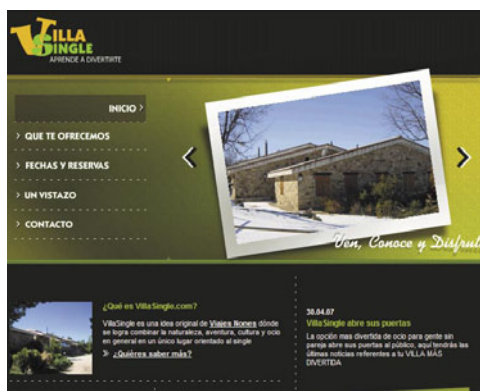 VILLA
SINGLE
APRENDE A DIVERTIRTE
INICIO >
> QUE TE OFRECEMOS
> FECHAS Y RESERVAS
> UN VISTAZO
> CONTACTO
Ven, Conoce y Disfrut
¿Qué es VillaSingle.com?
VillaSingle es una idea original de Viajes Nones dónde
se logra combinar la naturaleza, aventura, cultura y ocio
en general en un único lugar orientado al single
» ¿Quiéres saber más?
30.04.07
VillaSingle abre sus puertas
La opción mas divertida de ocio para gente sin
pareja abre sus puertas al público, aquí tendrás las
últimas noticias referentes a tu VILLA MÁS
DIVERTIDA